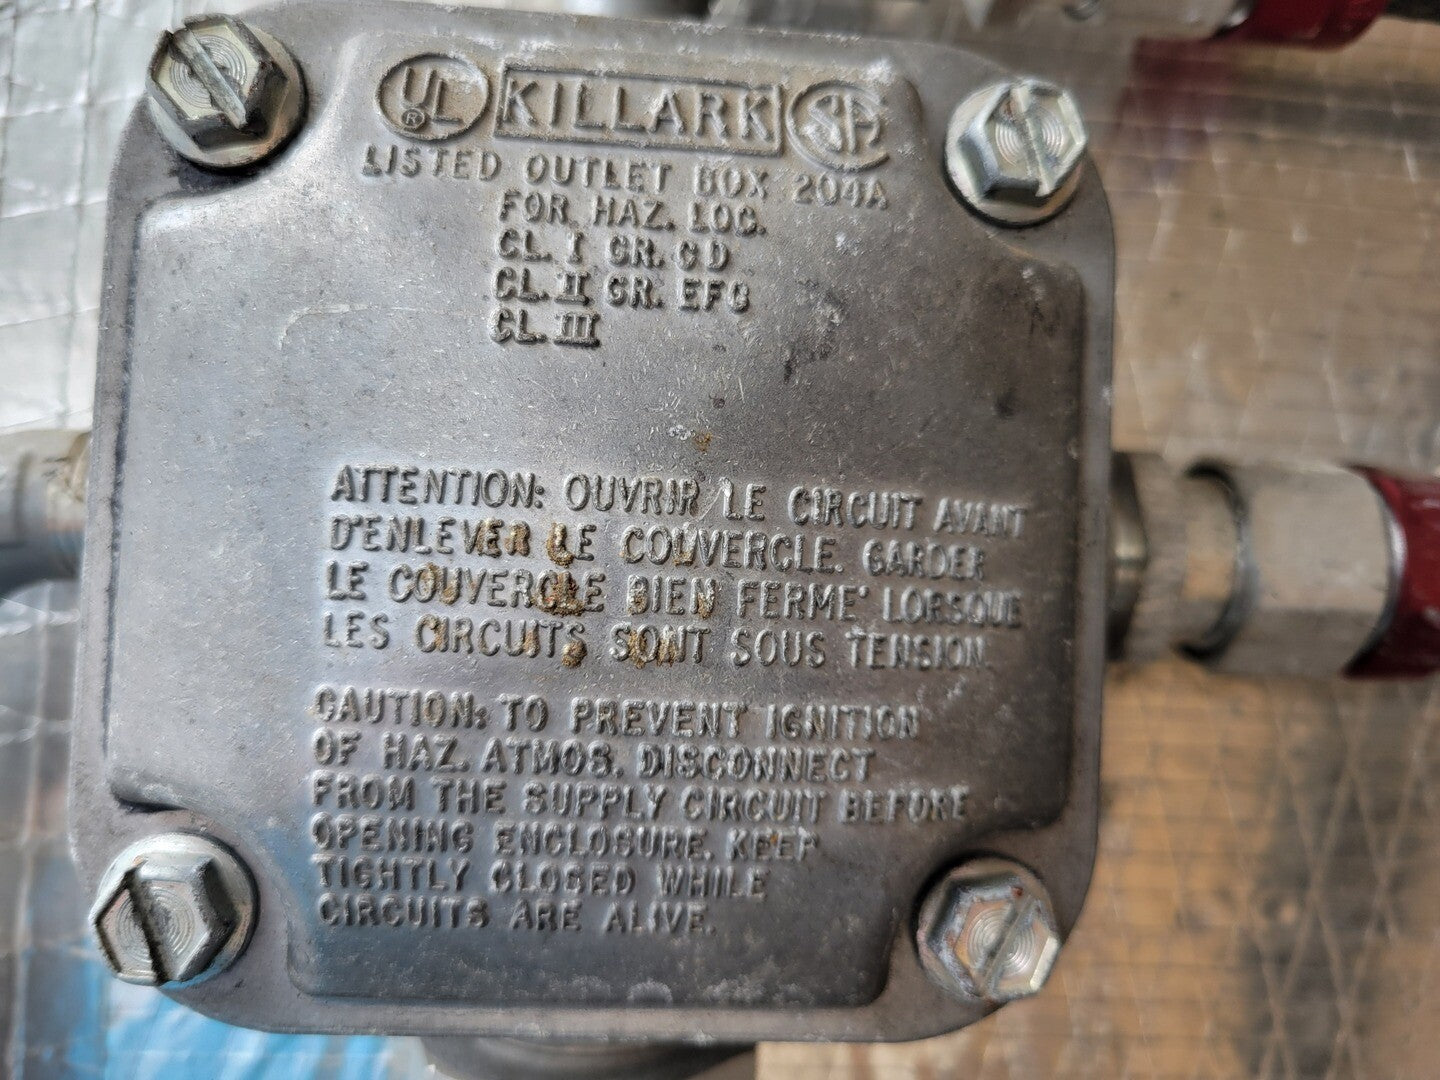 UL® KILLARK SA
LISTED OUTLET BOX 204A
FOR HAZ. LOC.
CL. I GR. C D
CL. II GR. EFG
CL. III
ATTENTION: OUVRIR LE CIRCUIT AVANT
D'ENLEVER LE COUVERCLE. GARDER
LE COUVERCLE BIEN FERME' LORSQUE
LES CIRCUITS SONT SOUS TENSION.
CAUTION: TO PREVENT IGNITION
OF HAZ. ATMOS. DISCONNECT
FROM THE SUPPLY CIRCUIT BEFORE
OPENING ENCLOSURE. KEEP
TIGHTLY CLOSED WHILE
CIRCUITS ARE ALIVE.